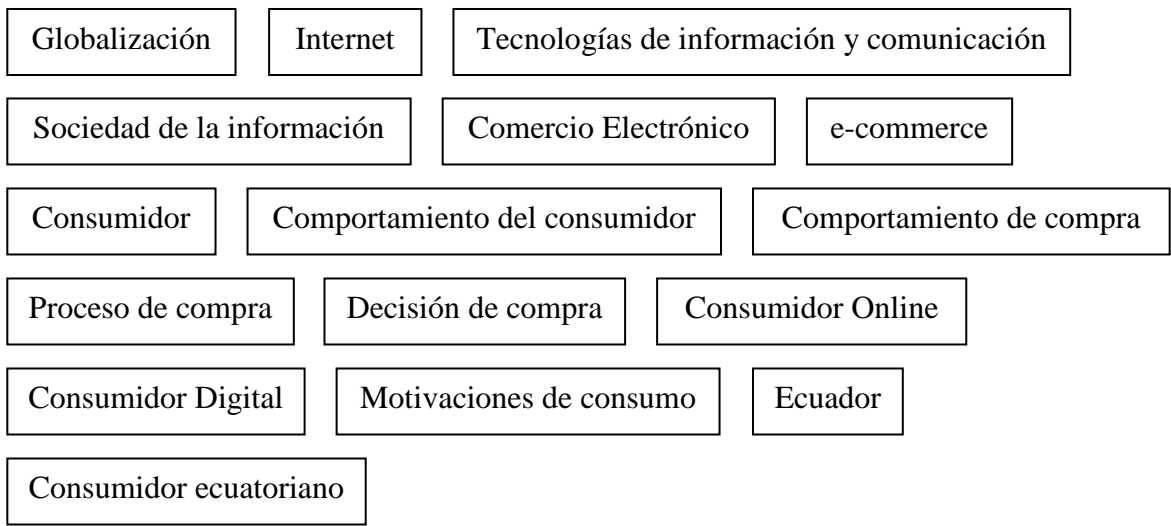 Globalización Internet Tecnologías de información y comunicación
Sociedad de la información Comercio Electrónico e-commerce
Consumidor Comportamiento del consumidor Comportamiento de compra
Proceso de compra Decisión de compra Consumidor Online
Consumidor Digital Motivaciones de consumo Ecuador
Consumidor ecuatoriano